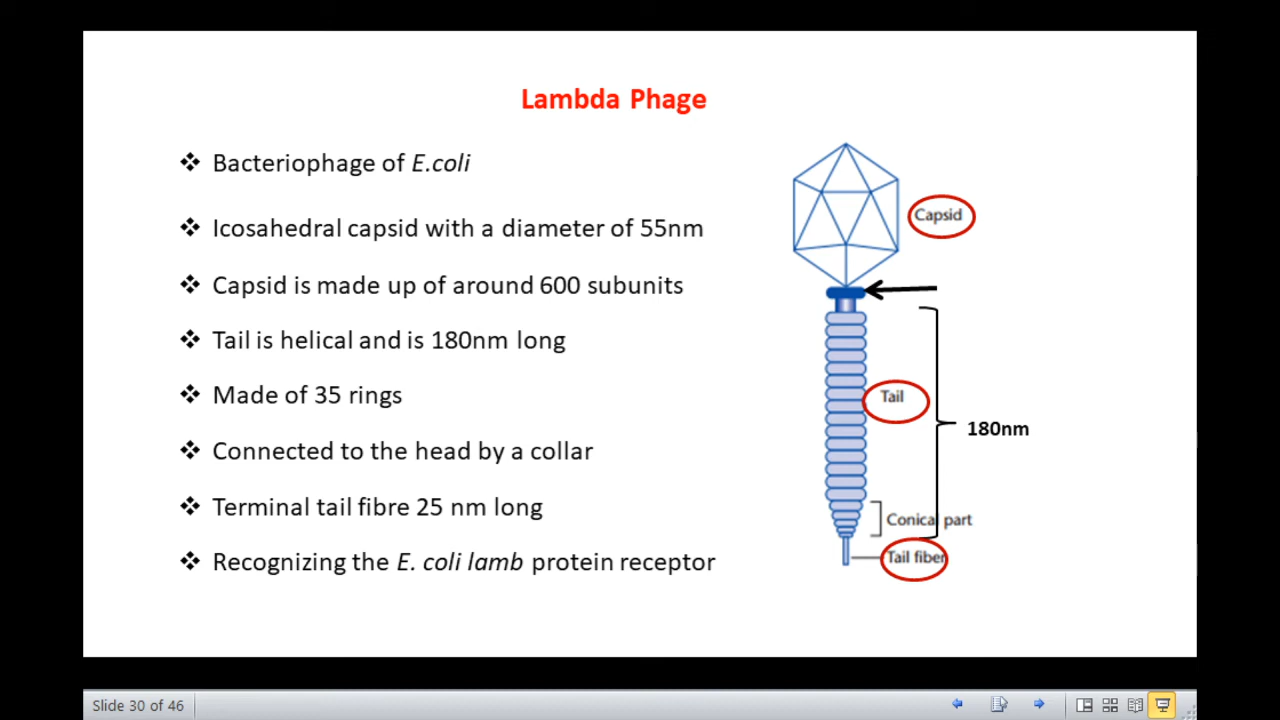 Lambda Phage
❖ Bacteriophage of E.coli
❖ Icosahedral capsid with a diameter of 55nm
❖ Capsid is made up of around 600 subunits
❖ Tail is helical and is 180nm long
❖ Made of 35 rings
❖ Connected to the head by a collar
❖ Terminal tail fibre 25 nm long
❖ Recognizing the E. coli lamb protein receptor
Capsid
Tail
180nm
Conical part
Tail fiber
Slide 30 of 46